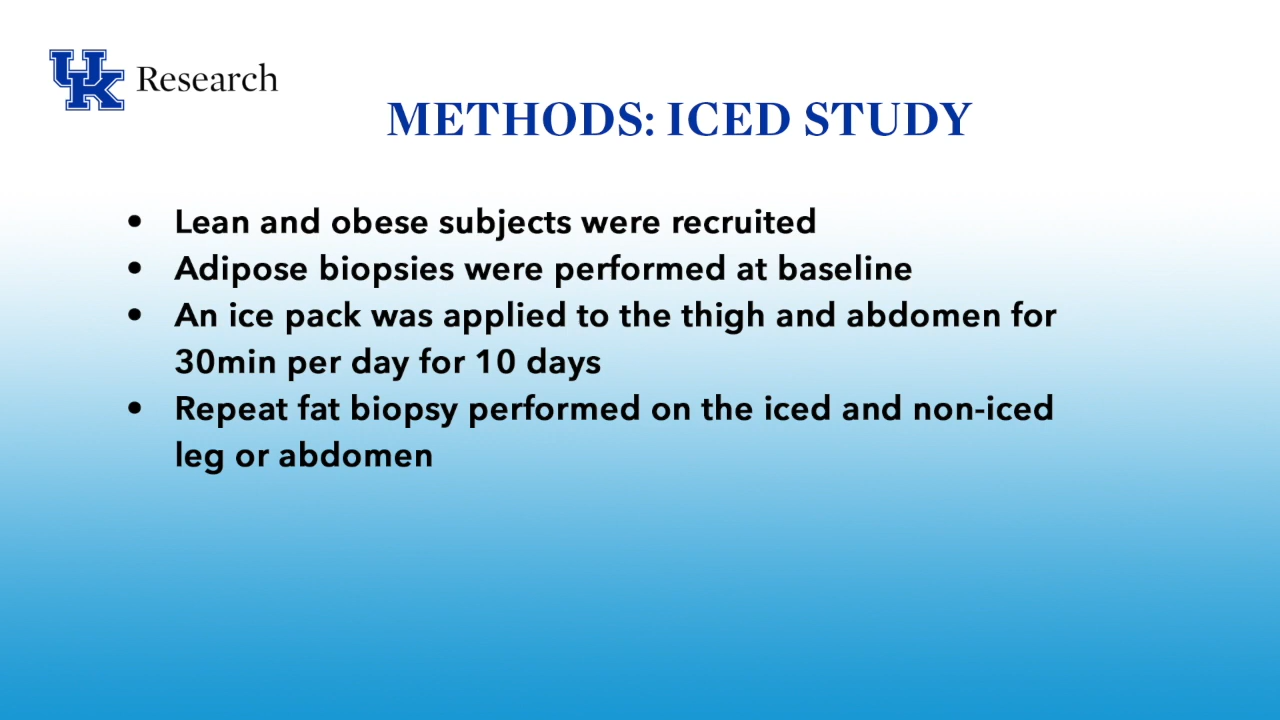 UK Research
METHODS: ICED STUDY
• Lean and obese subjects were recruited
• Adipose biopsies were performed at baseline
• An ice pack was applied to the thigh and abdomen for
30min per day for 10 days
• Repeat fat biopsy performed on the iced and non-iced
leg or abdomen